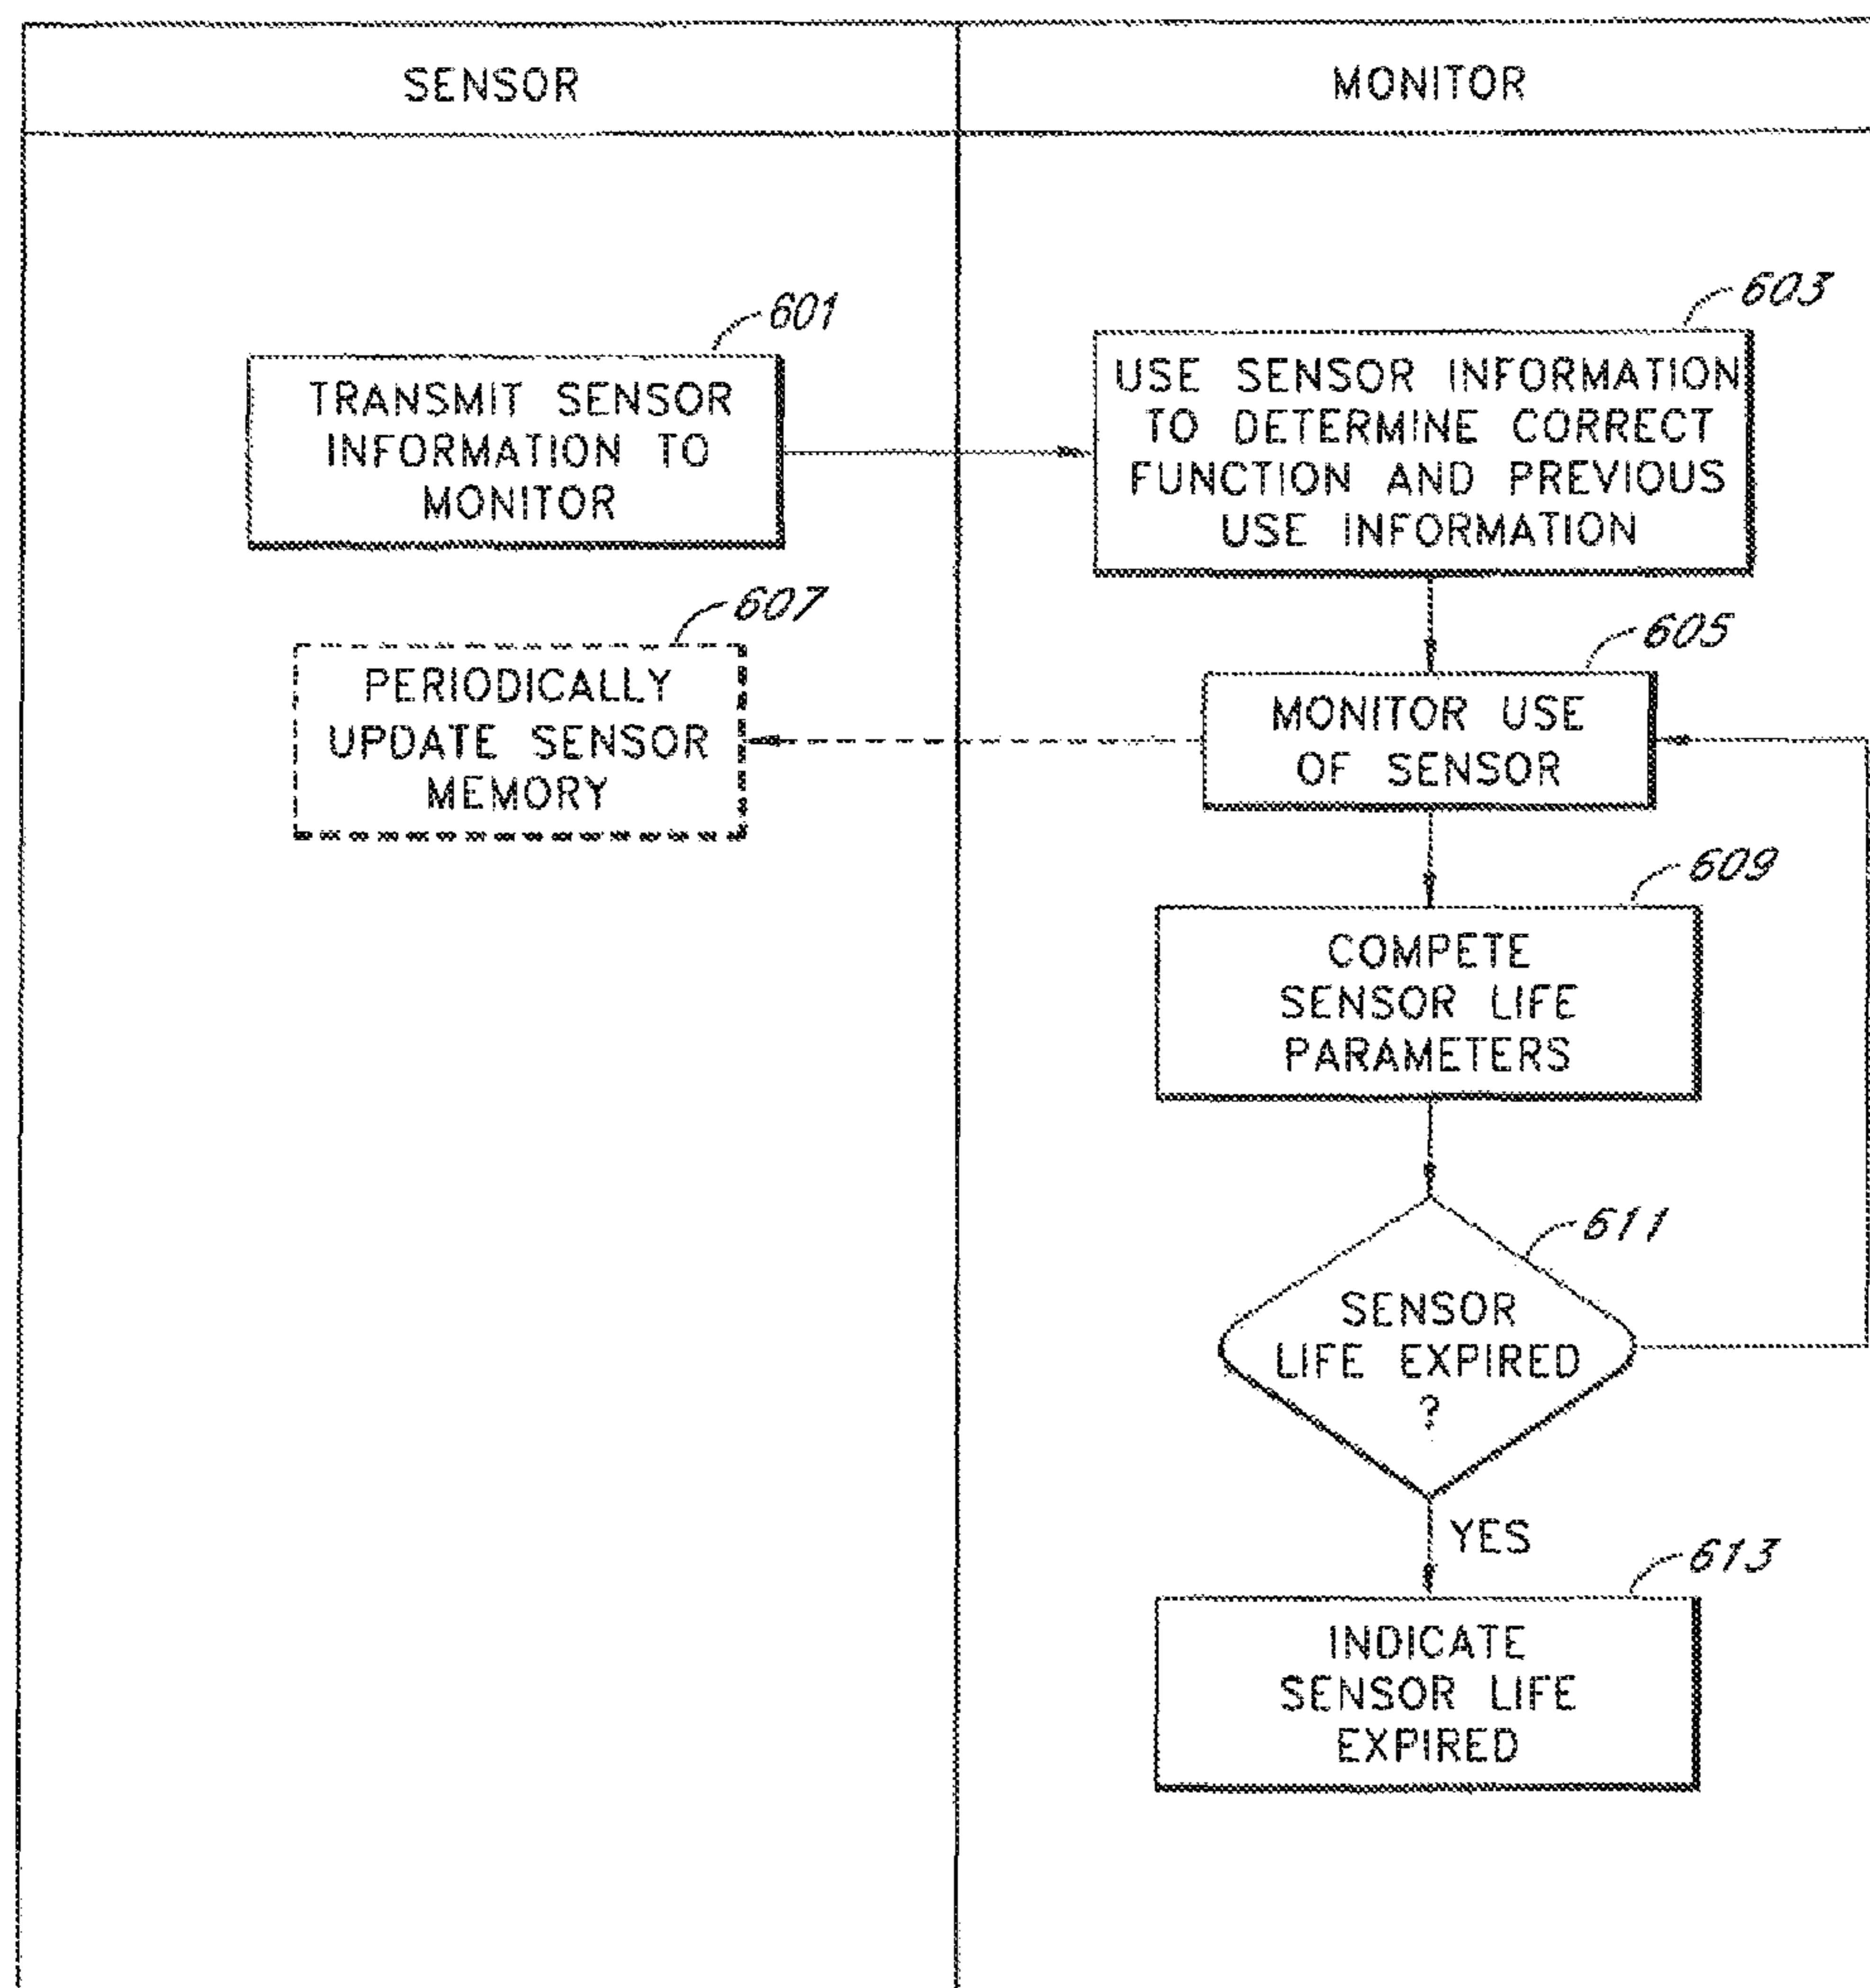 SENSOR
MONITOR
601
TRANSMIT SENSOR
INFORMATION TO
MONITOR
603
USE SENSOR INFORMATION
TO DETERMINE CORRECT
FUNCTION AND PREVIOUS
USE INFORMATION
607
PERIODICALLY
UPDATE SENSOR
MEMORY
605
MONITOR USE
OF SENSOR
609
COMPETE
SENSOR LIFE
PARAMETERS
611
SENSOR
LIFE EXPIRED
?
YES
613
INDICATE
SENSOR LIFE
EXPIRED